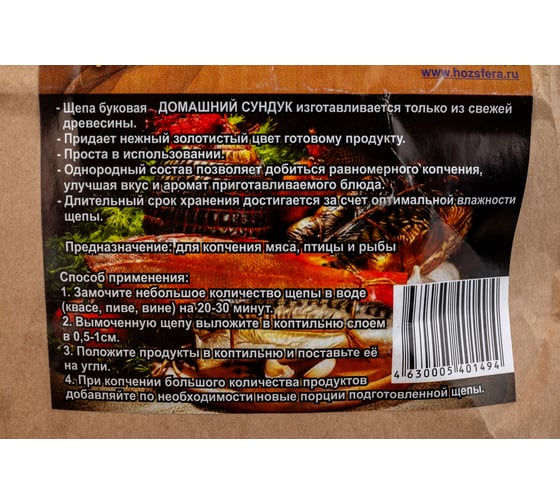 www.hozsfera.ru
- Щепа буковая - ДОМАШНИЙ СУНДУК изготавливается только из свежей
древесины.
- Придает нежный золотистый цвет готовому продукту.
- Проста в использовании.
- Однородный состав позволяет добиться равномерного копчения,
улучшая вкус и аромат приготавливаемого блюда.
- Длительный срок хранения достигается за счет оптимальной влажности
щепы.
Предназначение: для копчения мяса, птицы и рыбы
Способ применения:
1. Замочите небольшое количество щепы в воде
(квасе, пиве, вине) на 20-30 минут.
2. Вымоченную щепу выложите в коптильню слоем
в 0,5-1см.
3. Положите продукты в коптильню и поставьте её
на угли.
4. При копчении большого количества продуктов
добавляйте по необходимости новые порции подготовленной щепы.
4 630005 401494